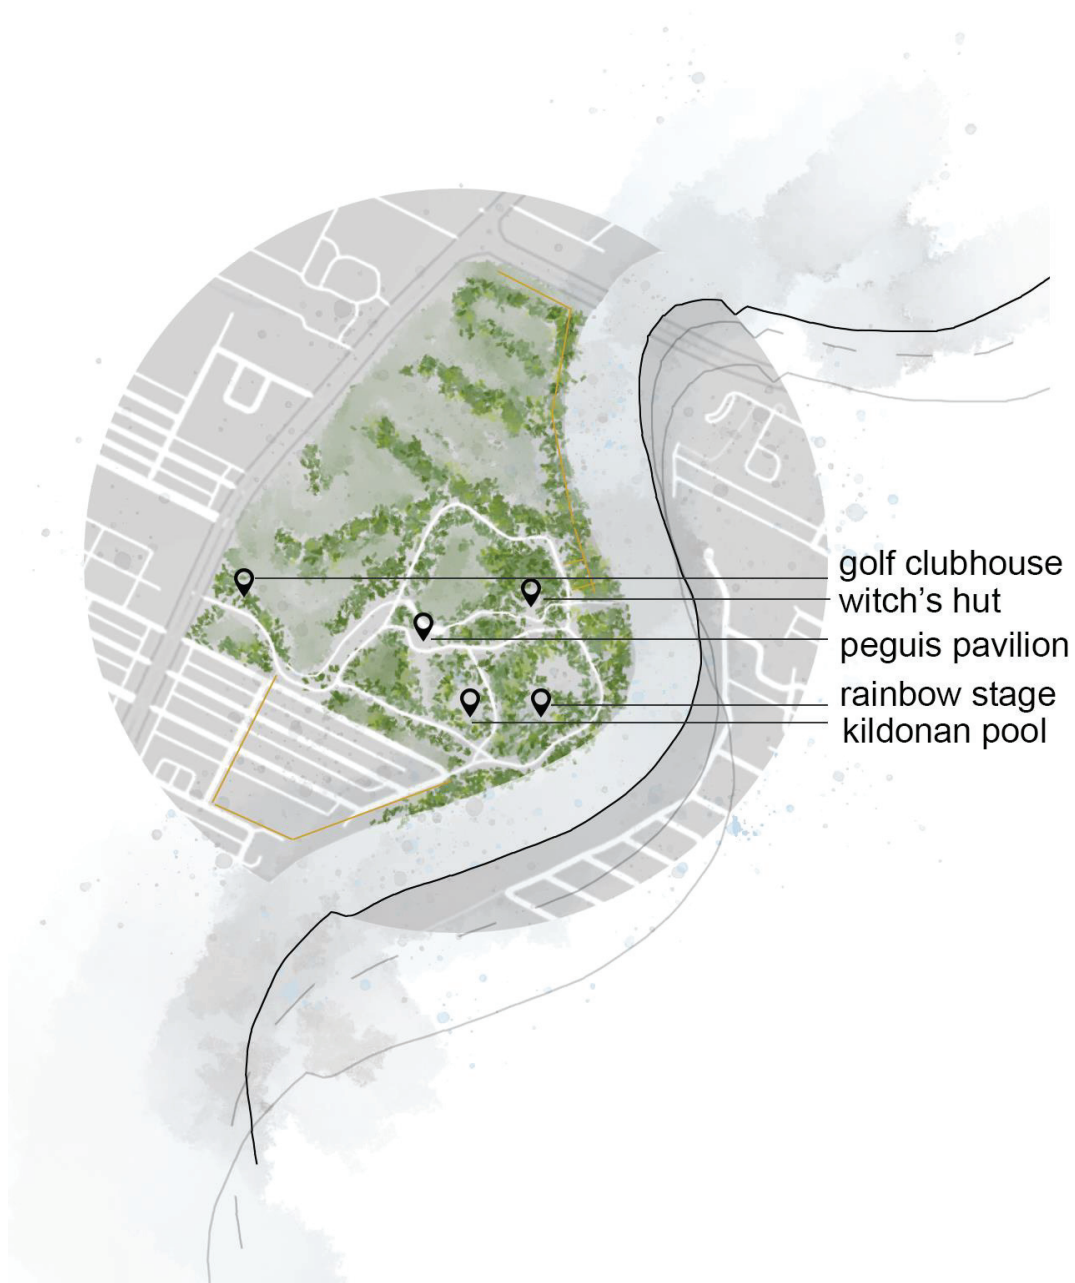 golf clubhouse
witch's hut
peguis pavilion
rainbow stage
kildonan pool